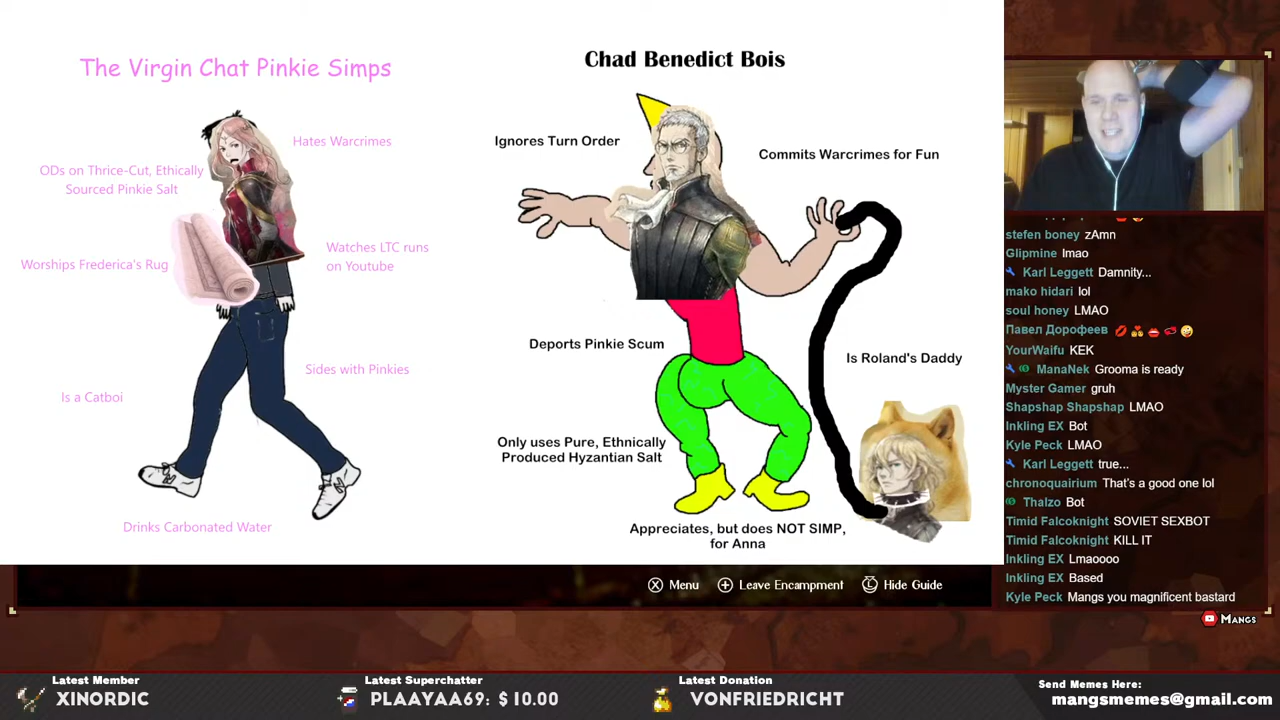 The Virgin Chat Pinkie Simps
Hates Warcrimes
ODs on Thrice-Cut, Ethically
Sourced Pinkie Salt
Worships Frederica's Rug
Watches LTC runs
on Youtube
Sides with Pinkies
Is a Catboi
Drinks Carbonated Water
Chad Benedict Bois
Ignores Turn Order
Commits Warcrimes for Fun
Deports Pinkie Scum
Is Roland's Daddy
Only uses Pure, Ethnically
Produced Hyzantian Salt
Appreciates, but does NOT SIMP,
for Anna
Menu
Leave Encampment
Hide Guide
stefen boney zAmn
Glipmine lmao
Karl Leggett Damnity...
mako hidari lol
soul honey LMAO
Павел Дорофеев
YourWaifu KEK
ManaNek Grooma is ready
Myster Gamer gruh
Shapshap Shapshap LMAO
Inkling EX Bot
Kyle Peck LMAO
Karl Leggett true...
chronoquairium That's a good one lol
Thalzo Bot
Timid Falcoknight SOVIET SEXBOT
Timid Falcoknight KILL IT
Inkling EX Lmaoooo
Inkling EX Based
Kyle Peck Mangs you magnificent bastard
Mangs
Latest Member
XINORDIC
Latest Superchatter
PLAAYAA69: $ 10.00
Latest Donation
VONFRIEDRICHT
Send Memes Here:
mangsmemes@gmail.com